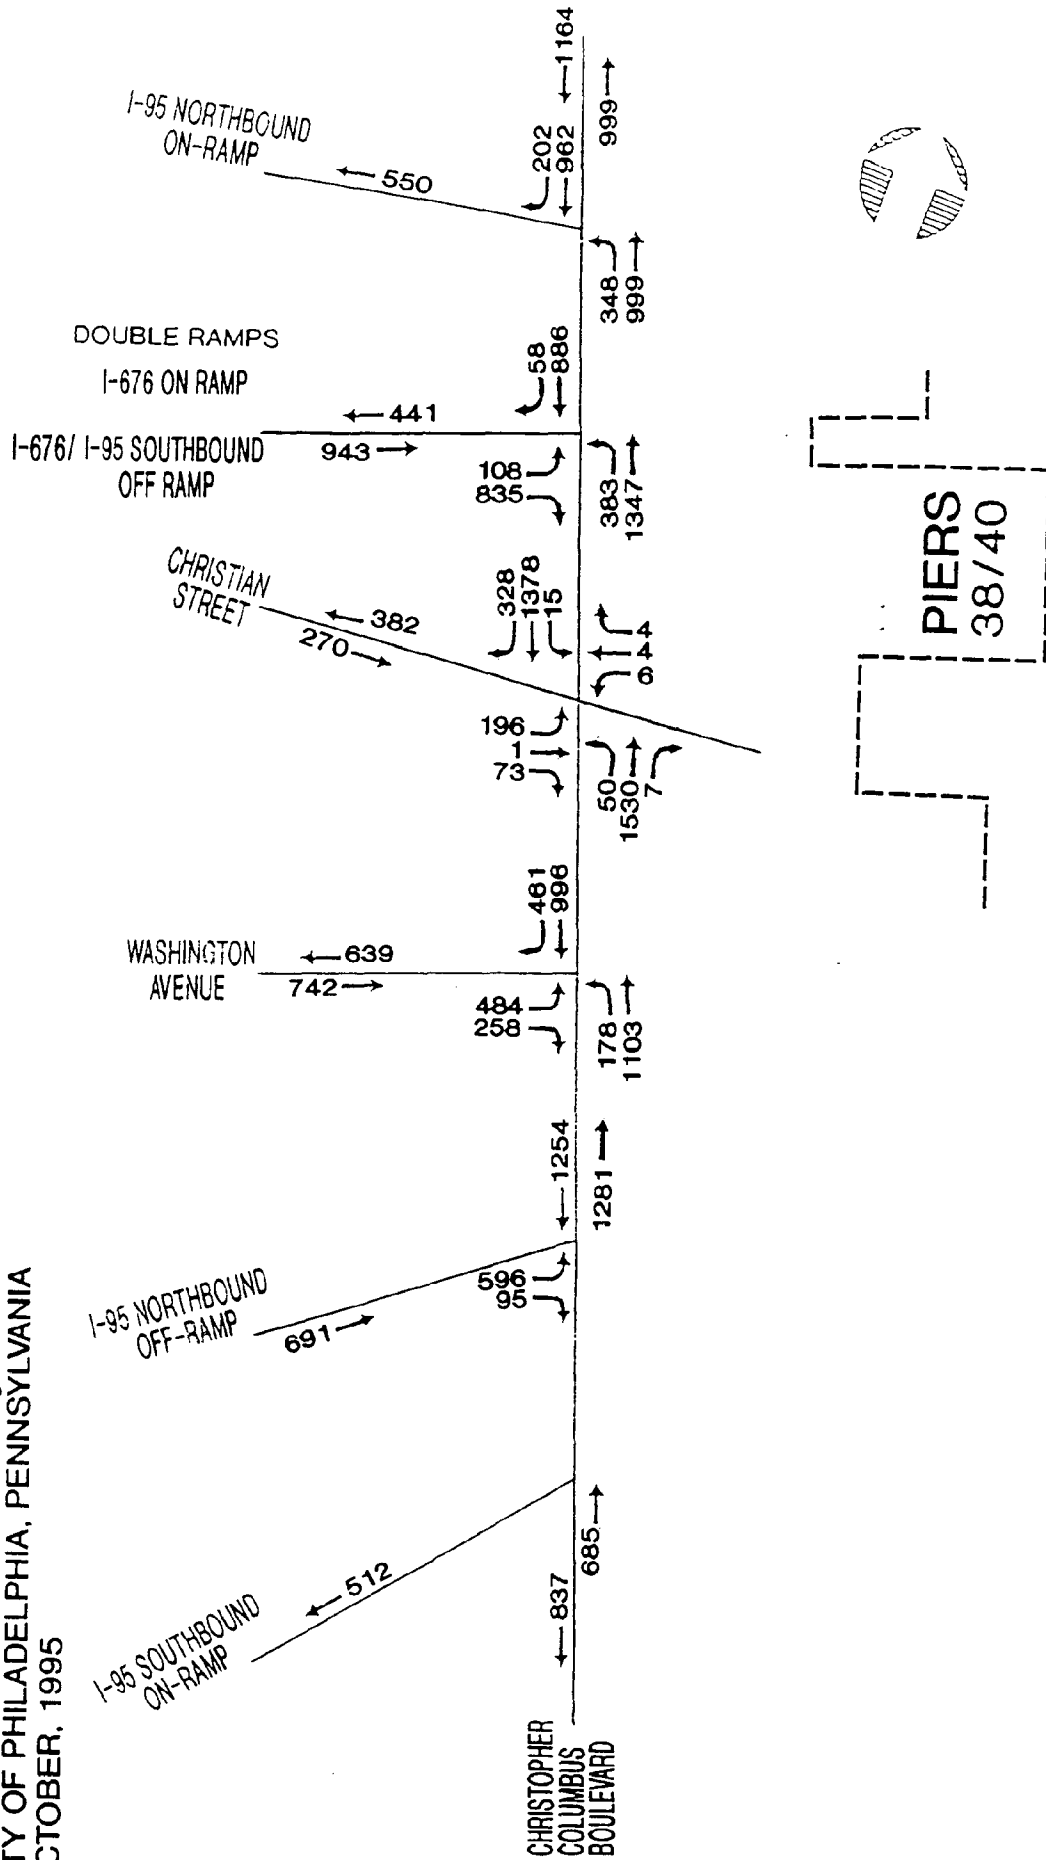 TY OF PHILADELPHIA, PENNSYLVANIA
CTOBER, 1995
I-95 NORTHBOUND
ON-RAMP
550
202
962
1164
999
348
999
DOUBLE RAMPS
I-676 ON RAMP
I-676/ I-95 SOUTHBOUND
OFF RAMP
441
943
58
886
108
835
383
1347
CHRISTIAN
STREET
382
270
328
1378
15
4
4
6
196
1
73
50
1530
7
PIERS
38/40
WASHINGTON
AVENUE
639
742
461
996
484
258
178
1103
1254
1281
I-95 NORTHBOUND
OFF-RAMP
691
596
95
I-95 SOUTHBOUND
ON-RAMP
512
837
685
CHRISTOPHER
COLUMBUS
BOULEVARD